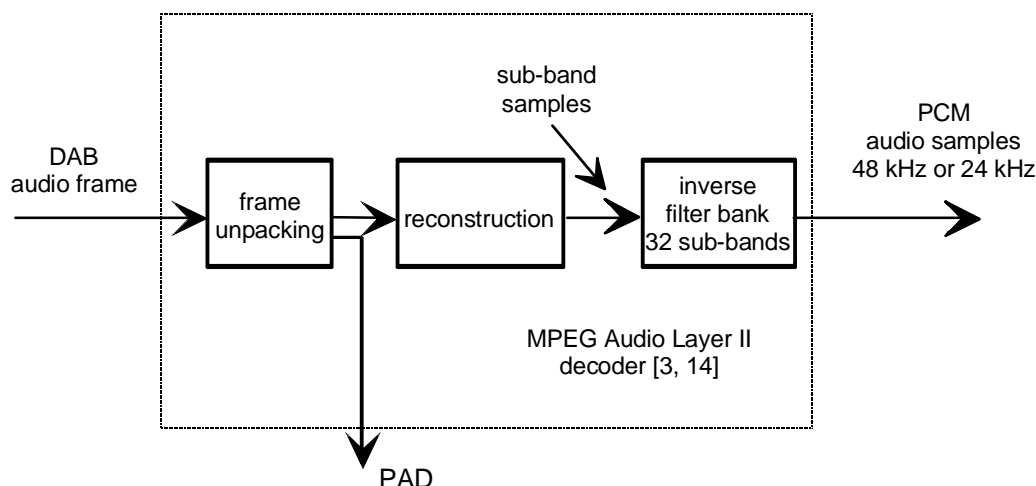 DAB
audio frame
frame
unpacking
reconstruction
sub-band
samples
inverse
filter bank
32 sub-bands
PCM
audio samples
48 kHz or 24 kHz
MPEG Audio Layer II
decoder [3, 14]
PAD